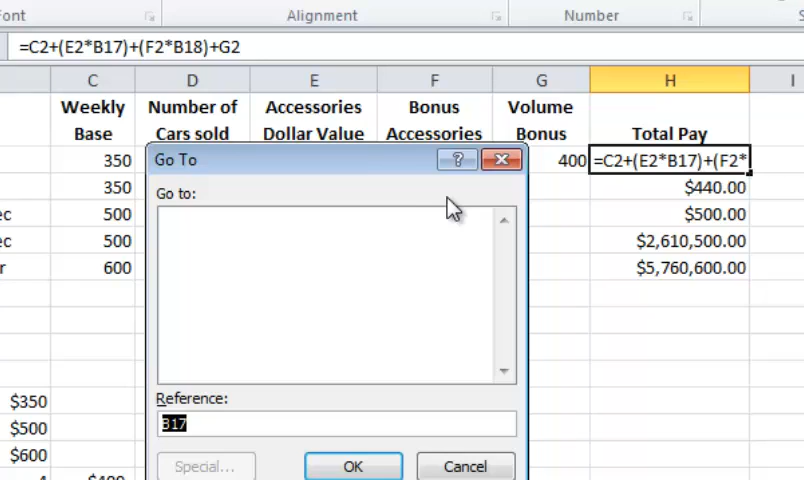 Font Alignment Number S
=C2+(E2*B17)+(F2*B18)+G2
C D E F G H I
Weekly Number of Accessories Bonus Volume
Base Cars sold Dollar Value Accessories Bonus Total Pay
350 400 =C2+(E2*B17)+(F2*
350 $440.00
ec 500 $500.00
ec 500 $2,610,500.00
r 600 $5,760,600.00
Go To
Go to:
Reference:
B17
Special... OK Cancel
$350
$500
$600